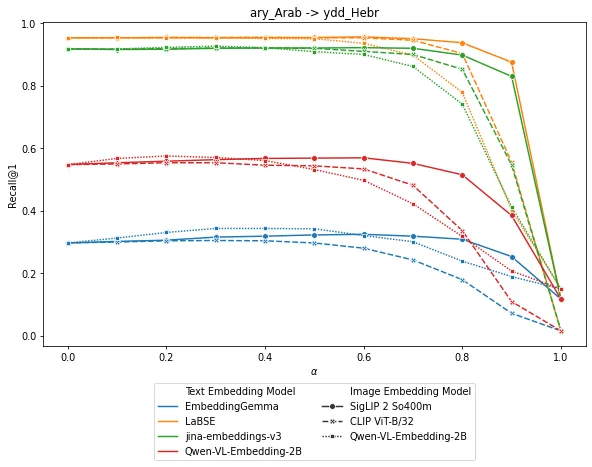 ary_Arab -> ydd_Hebr
Recall@1
1.0
0.8
0.6
0.4
0.2
0.0
0.0 0.2 0.4 0.6 0.8 1.0
α
Text Embedding Model Image Embedding Model
EmbeddingGemma SigLIP 2 So400m
LaBSE CLIP ViT-B/32
jina-embeddings-v3 Qwen-VL-Embedding-2B
Qwen-VL-Embedding-2B